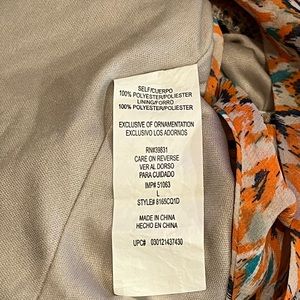 SELF/CUERPO
100% POLYESTER/POLIESTER
LINING/FORRO
100% POLYESTER/POLIESTER
EXCLUSIVE OF ORNAMENTATION
EXCLUSIVO LOS ADORNOS
RN#39831
CARE ON REVERSE
VER AL DORSO
PARA CUIDADO
IMP# 51063
L
STYLE# 8165CQ1D
MADE IN CHINA
HECHO EN CHINA
UPC# 030121437430